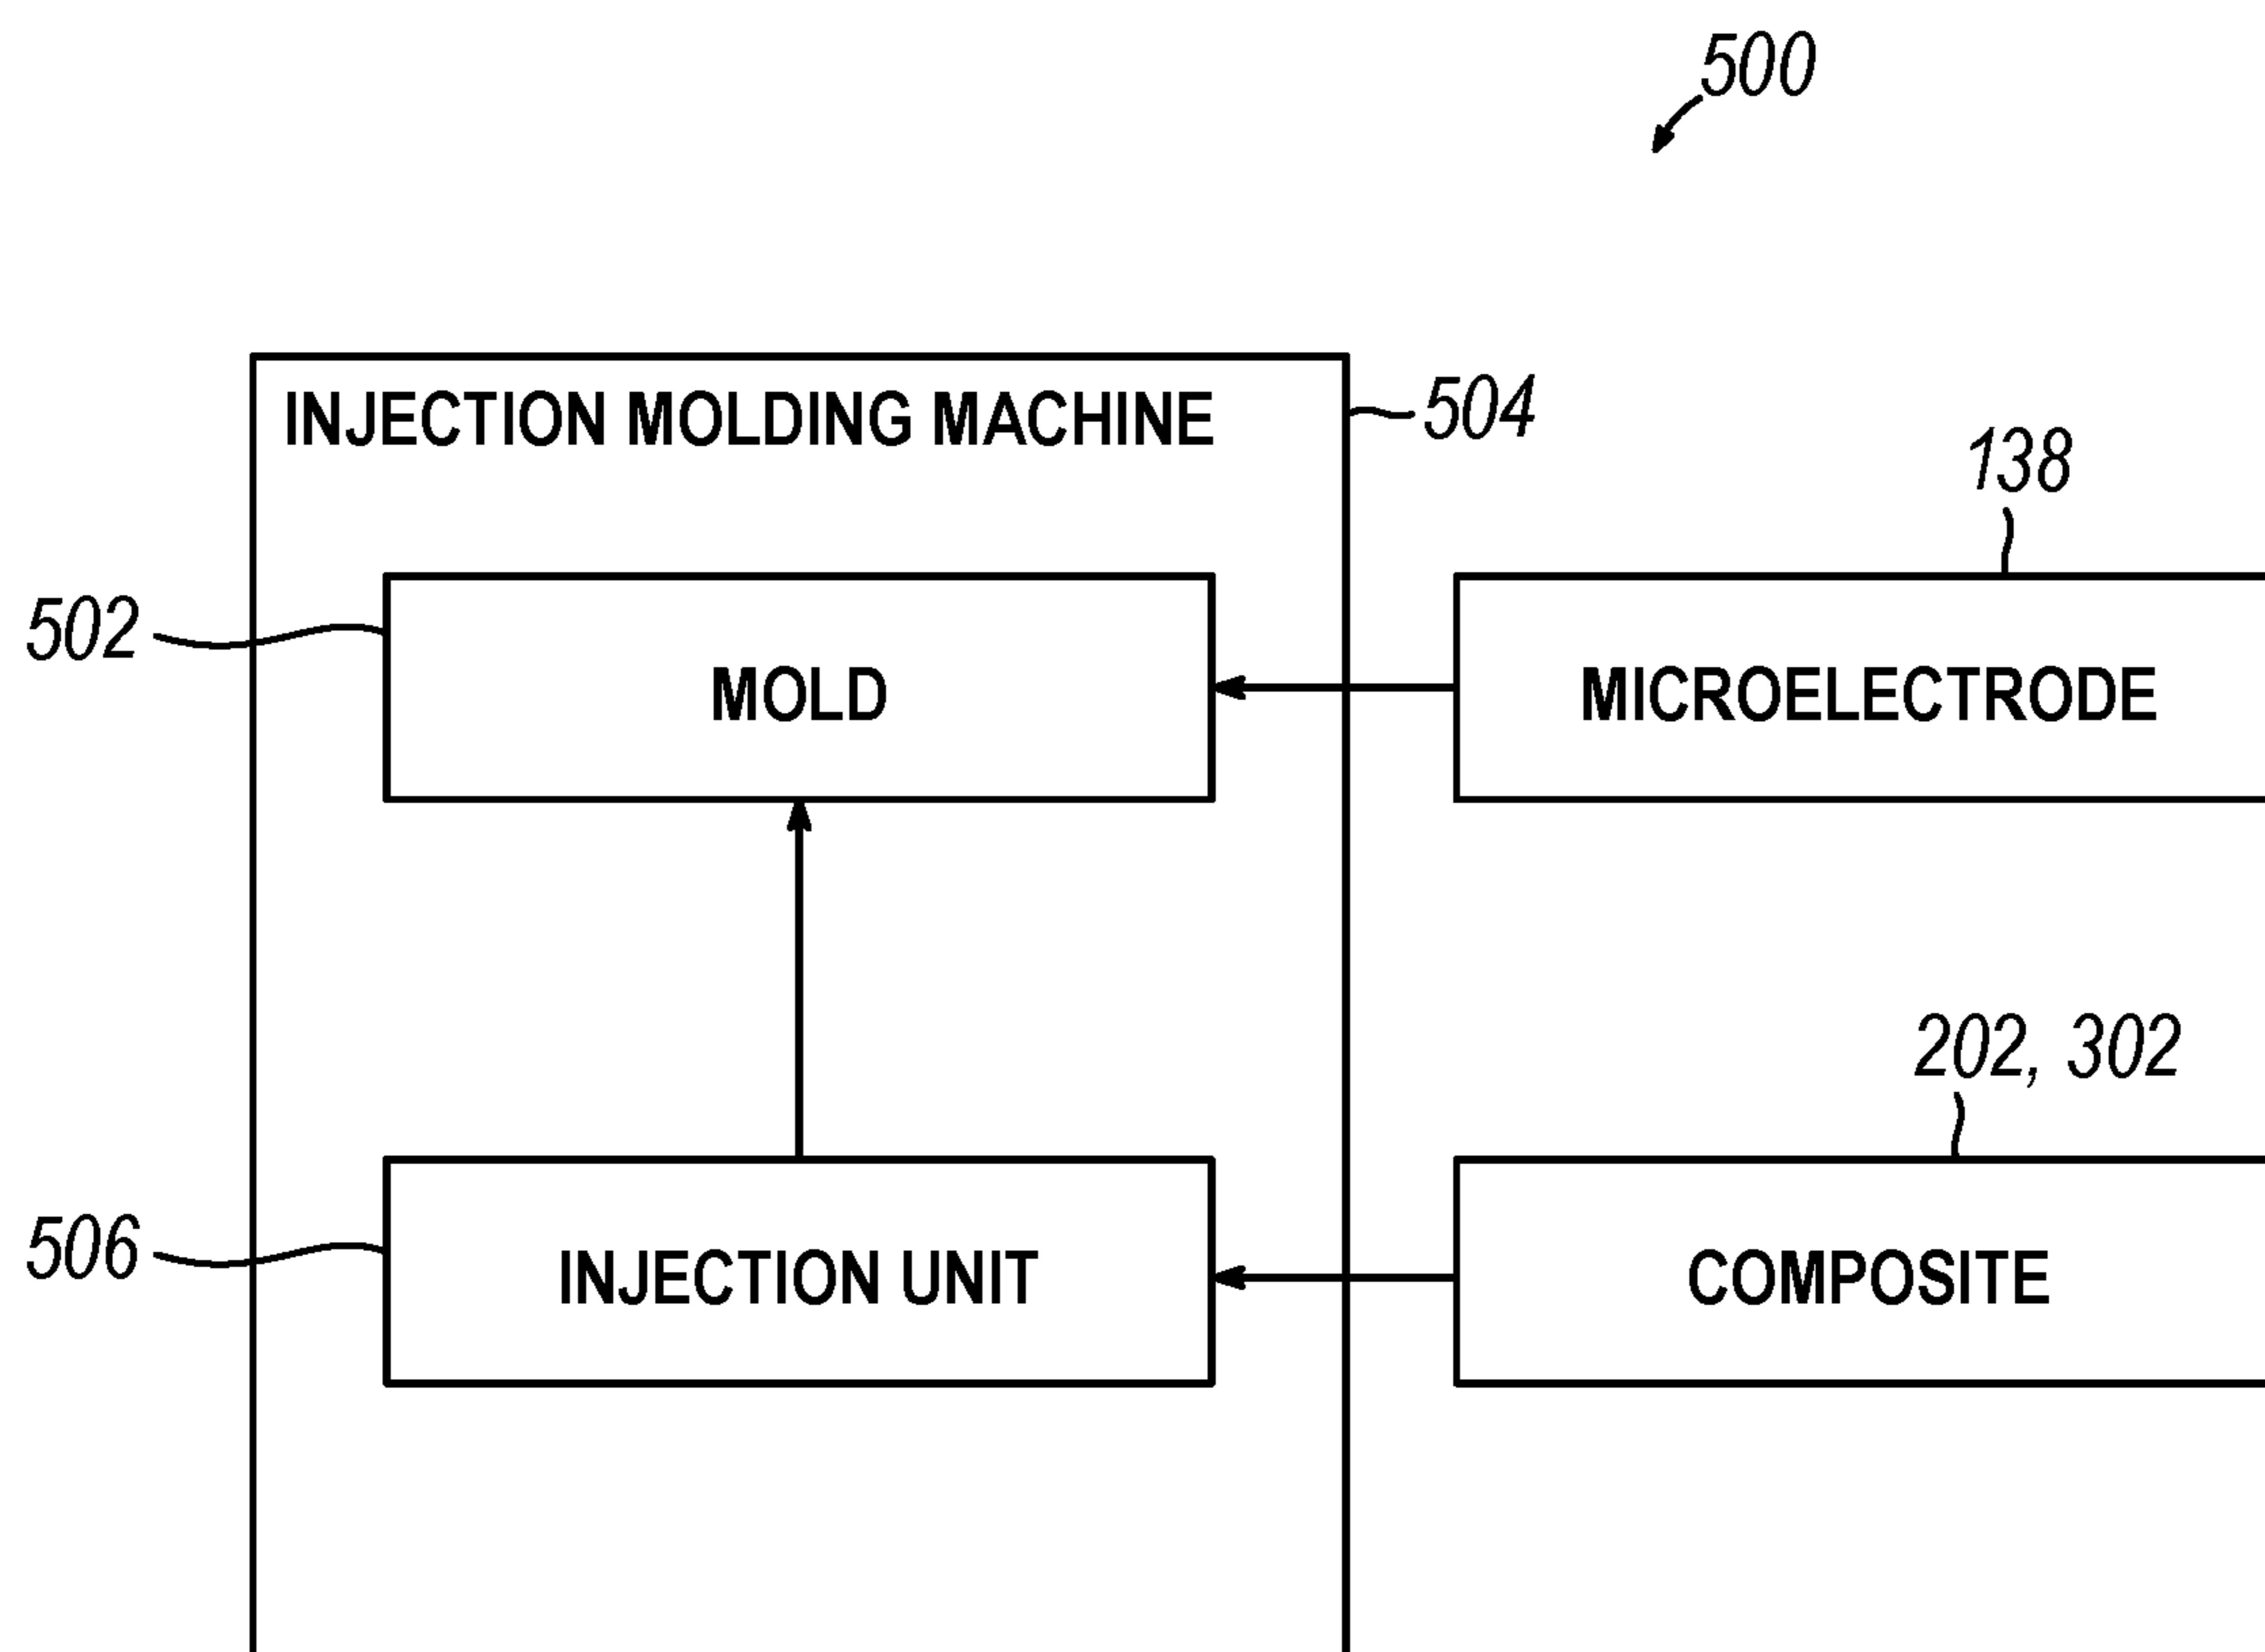 500
INJECTION MOLDING MACHINE
504
138
502
MOLD
MICROELECTRODE
202, 302
506
INJECTION UNIT
COMPOSITE